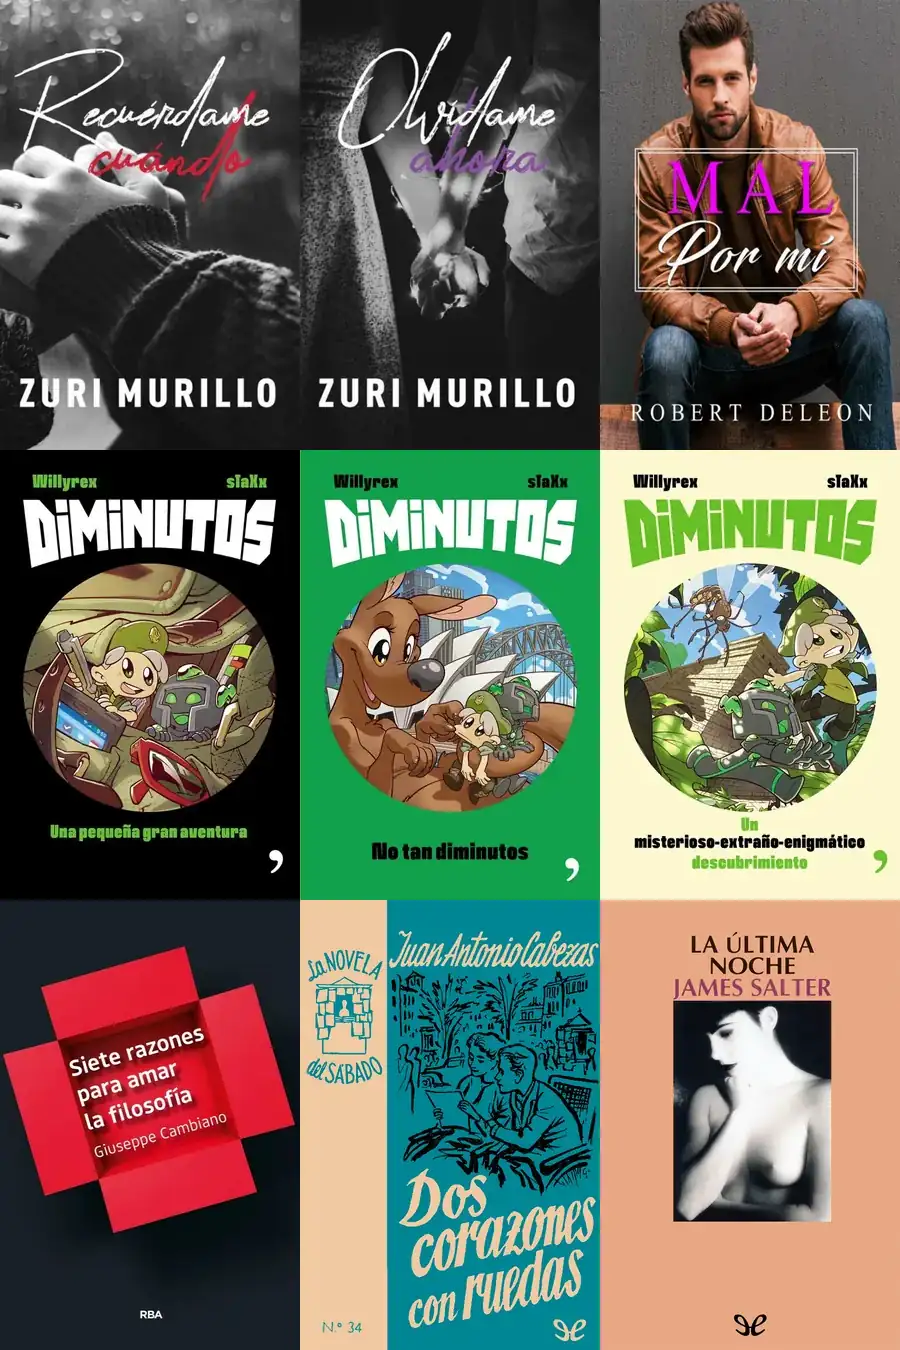 Recuérdame
cuándo
ZURI MURILLO
Olvídame
ahora
ZURI MURILLO
MAL
Por mí
ROBERT DELEON
Willyrex sTaXx
DiMiNUTOS
Una pequeña gran aventura
Willyrex sTaXx
DiMiNUTOS
No tan diminutos
Willyrex sTaXx
DiMiNUTOS
Un
misterioso-extraño-enigmático
descubrimiento
Siete razones
para amar
la filosofía
Giuseppe Cambiano
RBA
La NOVELA
del SÁBADO
N.º 34
Juan Antonio Cabezas
Dos
corazones
con ruedas
LA ÚLTIMA
NOCHE
JAMES SALTER